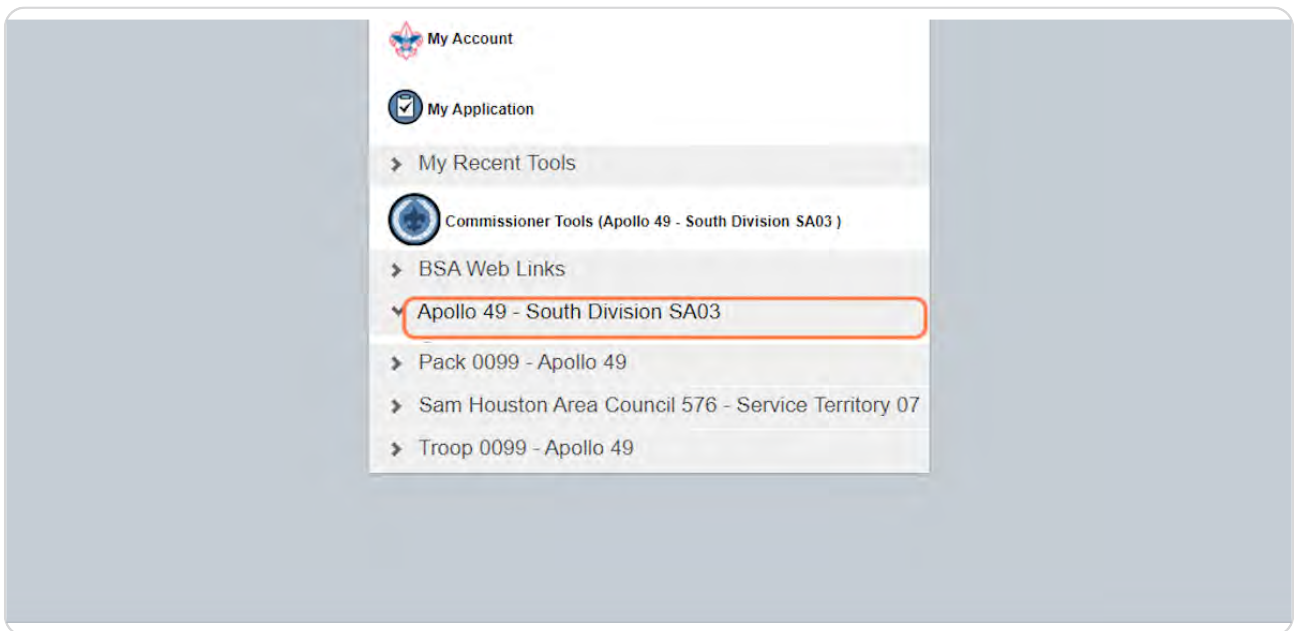 My Account
My Application
My Recent Tools
Commissioner Tools (Apollo 49 - South Division SA03 )
BSA Web Links
Apollo 49 - South Division SA03
Pack 0099 - Apollo 49
Sam Houston Area Council 576 - Service Territory 07
Troop 0099 - Apollo 49